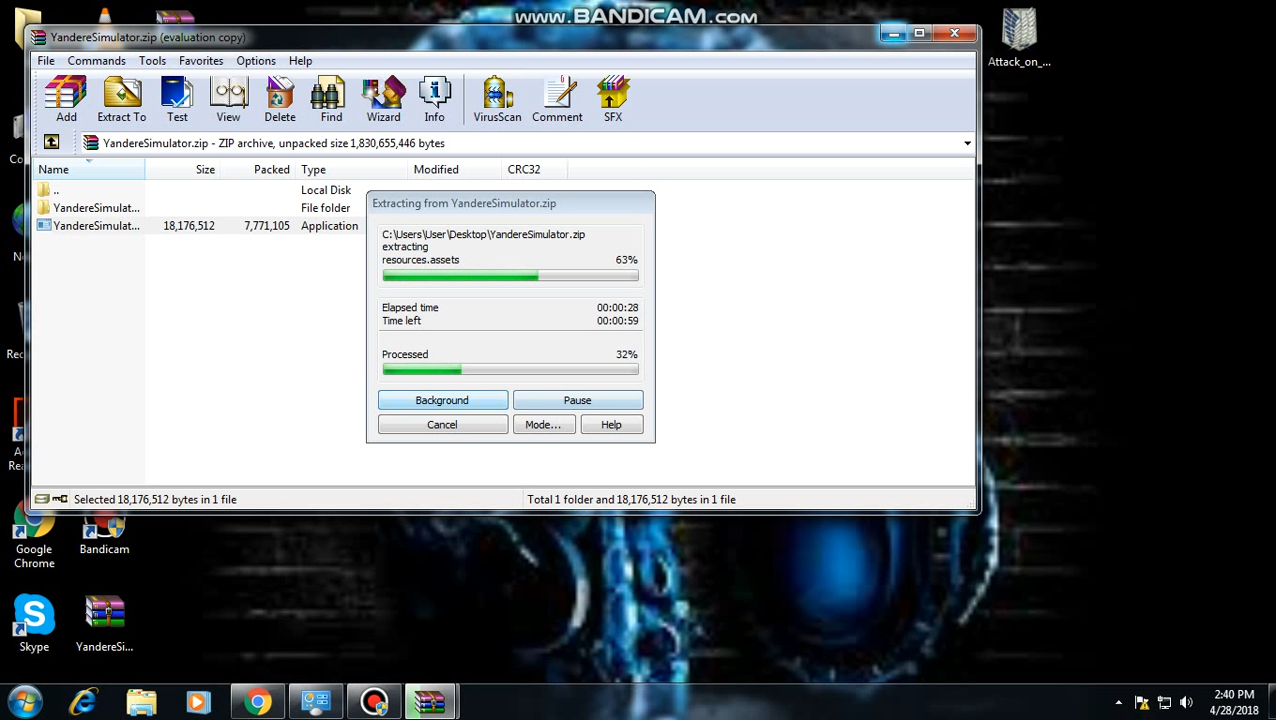 www.BANDICAM.com
YandereSimulator.zip (evaluation copy)
File Commands Tools Favorites Options Help
Add Extract To Test View Delete Find Wizard Info VirusScan Comment SFX
YandereSimulator.zip - ZIP archive, unpacked size 1,830,655,446 bytes
Name Size Packed Type Modified CRC32
.. Local Disk
YandereSimulat... File folder
YandereSimulat... 18,176,512 7,771,105 Application
Extracting from YandereSimulator.zip
C:\Users\User\Desktop\YandereSimulator.zip
extracting
resources.assets 63%
Elapsed time 00:00:28
Time left 00:00:59
Processed 32%
Background Pause
Cancel Mode... Help
Selected 18,176,512 bytes in 1 file Total 1 folder and 18,176,512 bytes in 1 file
Attack_on_...
Co
Ne
Rec
A
Rea
Google
Chrome
Bandicam
Skype
YandereSi...
2:40 PM
4/28/2018